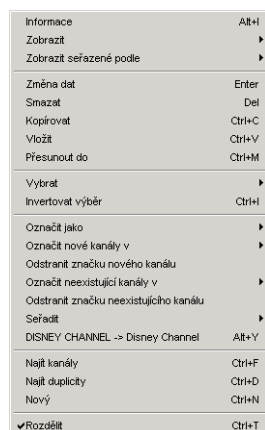 Informace Alt+I
Zobrazit
Zobrazit seřazené podle
Změna dat Enter
Smazat Del
Kopírovat Ctrl+C
Vložit Ctrl+V
Přesunout do Ctrl+M
Vybrat
Invertovat výběr Ctrl+I
Označit jako
Označit nové kanály v
Odstranit značku nového kanálu
Označit neexistující kanály v
Odstranit značku neexistujícího kanálu
Seřadit
DISNEY CHANNEL -> Disney Channel Alt+Y
Najít kanály Ctrl+F
Najít duplicity Ctrl+D
Nový Ctrl+N
Rozdělit Ctrl+T